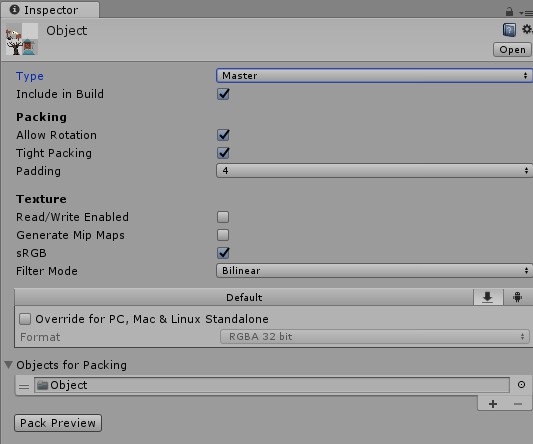 Inspector
Object
Open
Type Master
Include in Build
Packing
Allow Rotation
Tight Packing
Padding 4
Texture
Read/Write Enabled
Generate Mip Maps
sRGB
Filter Mode Bilinear
Default
Override for PC, Mac & Linux Standalone
Format RGBA 32 bit
Objects for Packing
Object
+ −
Pack Preview